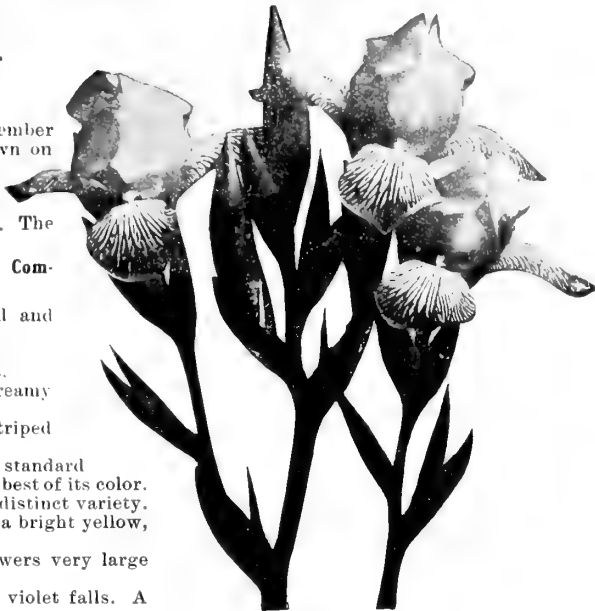 ember
vn on
. The
Com-
l and
reamy
triped
standard
best of its color.
distinct variety.
a bright yellow,
wers very large
violet falls. A